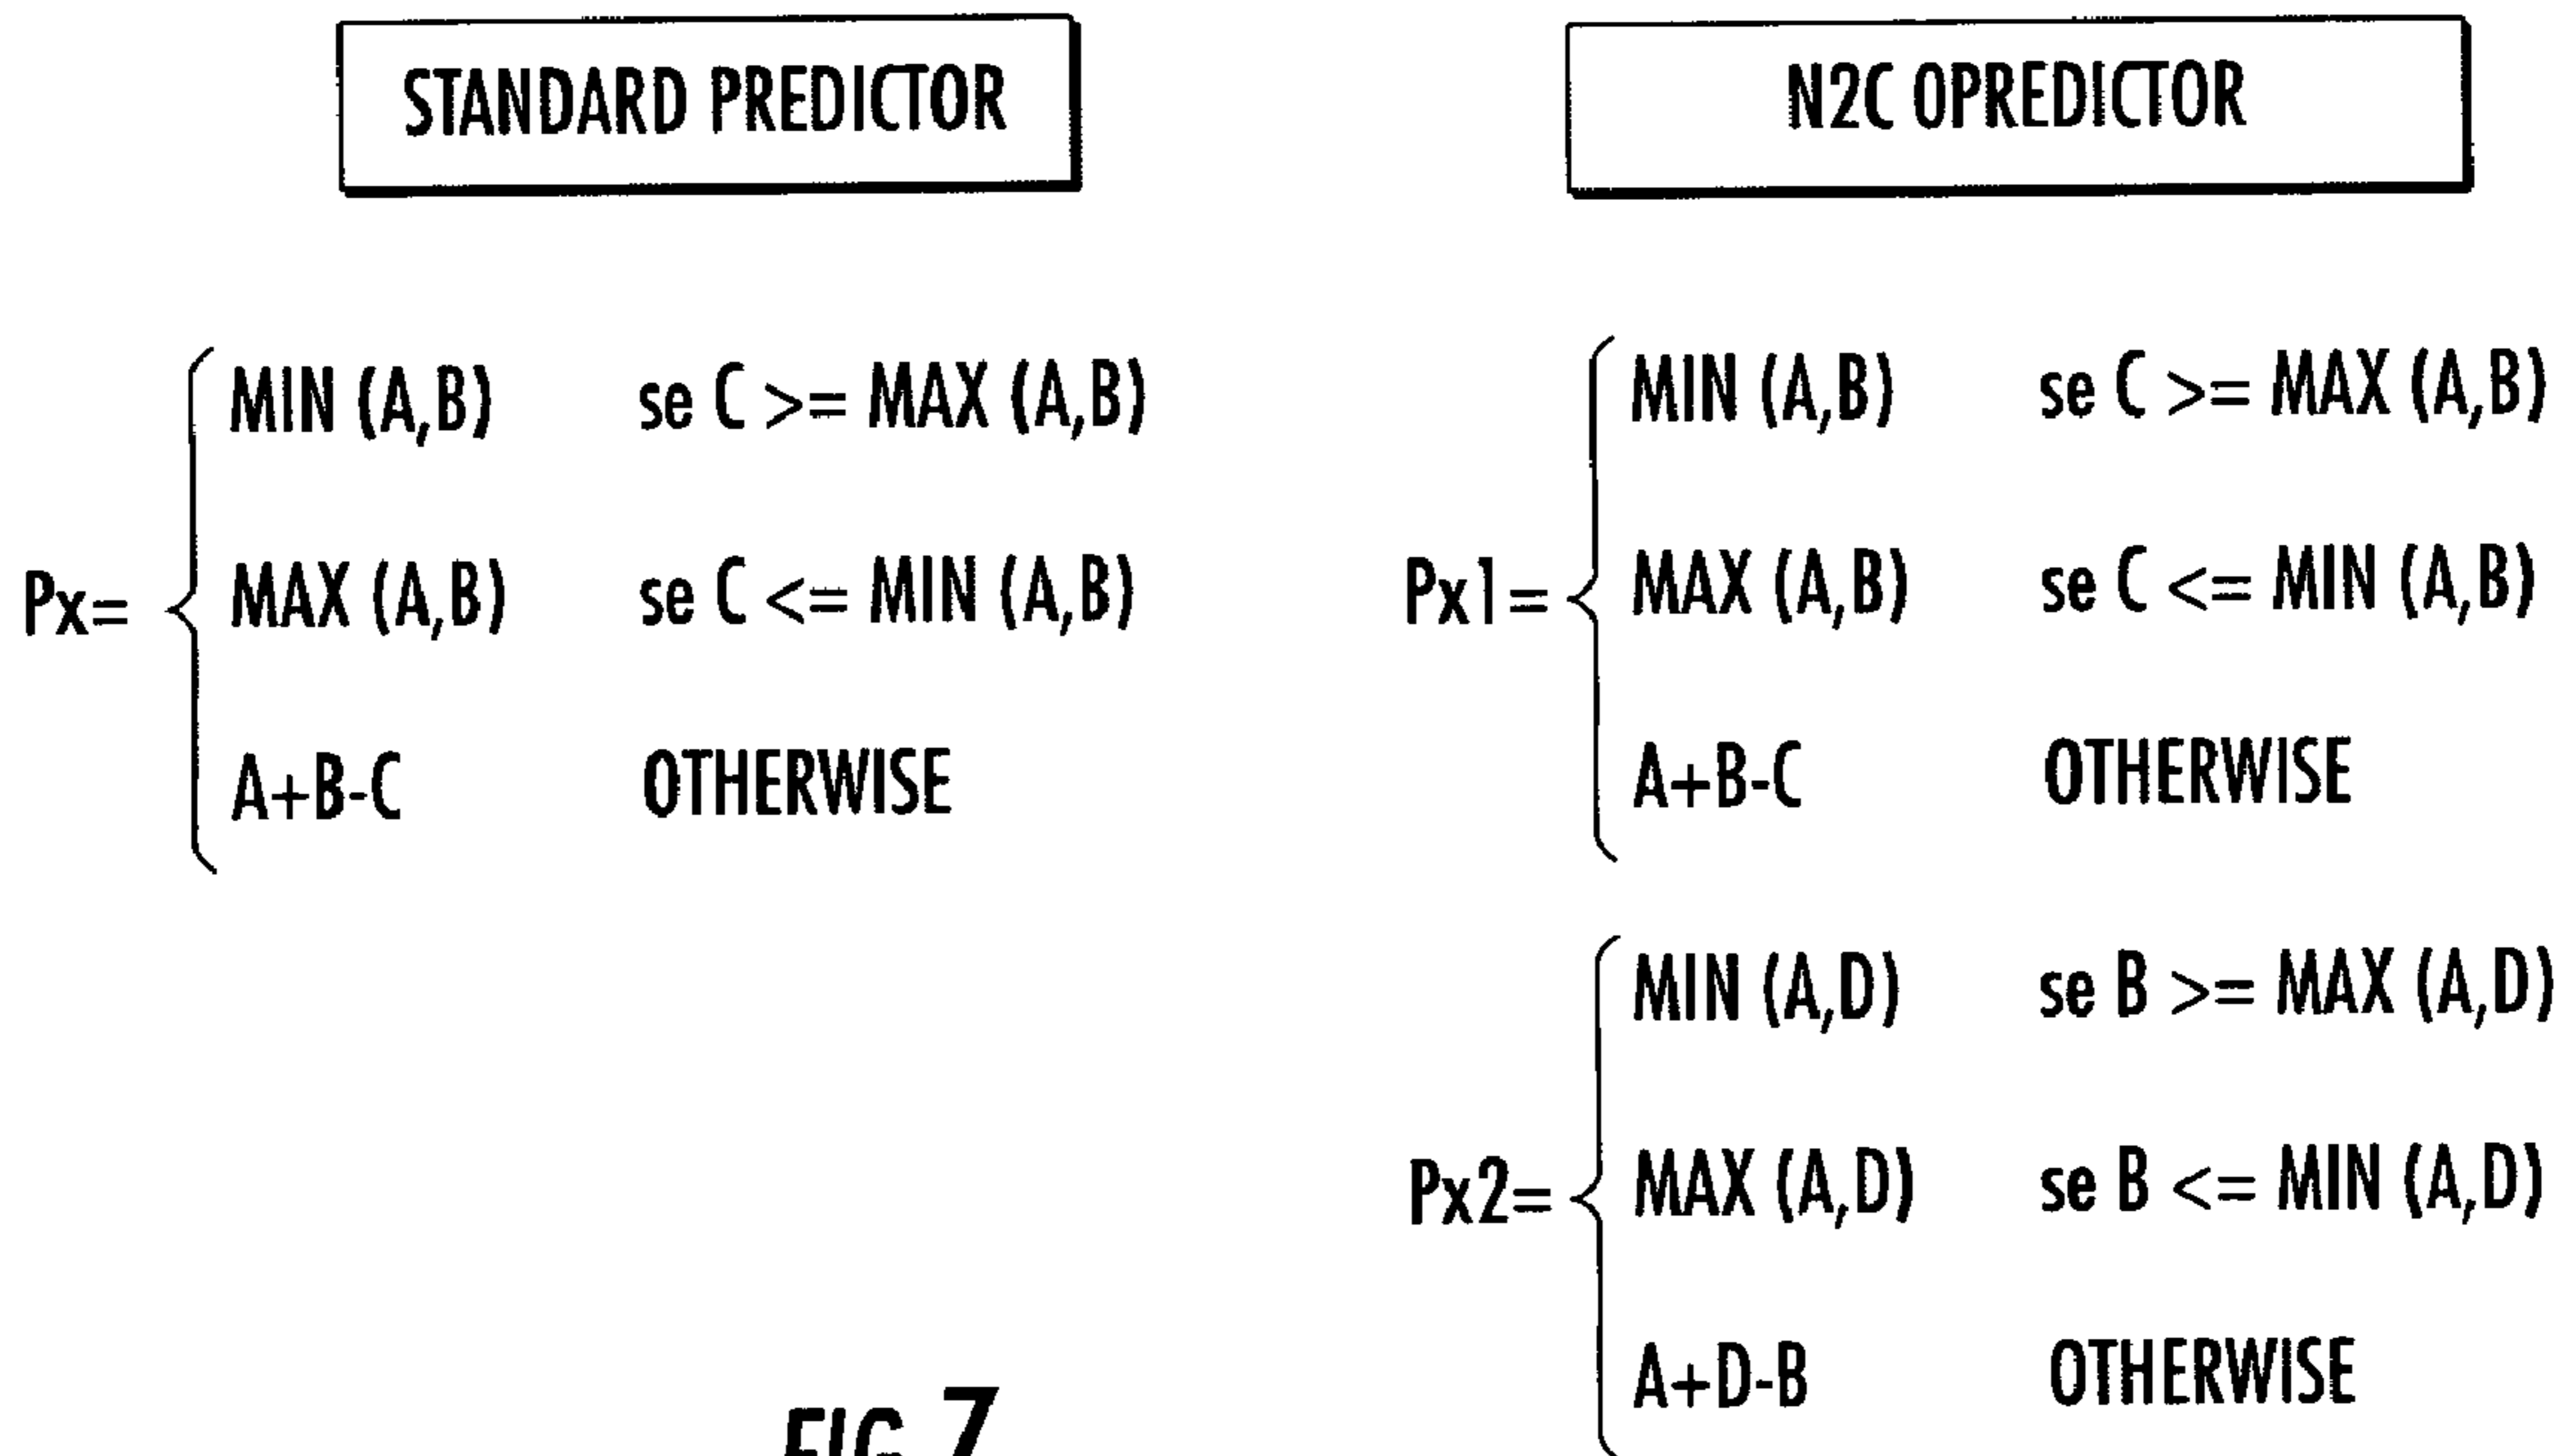 STANDARD PREDICTOR
Px=
MIN (A,B) se C >= MAX (A,B)
MAX (A,B) se C <= MIN (A,B)
A+B-C OTHERWISE
N2C OPREDICTOR
Px1=
MIN (A,B) se C >= MAX (A,B)
MAX (A,B) se C <= MIN (A,B)
A+B-C OTHERWISE
Px2=
MIN (A,D) se B >= MAX (A,D)
MAX (A,D) se B <= MIN (A,D)
A+D-B OTHERWISE
FIG. 7